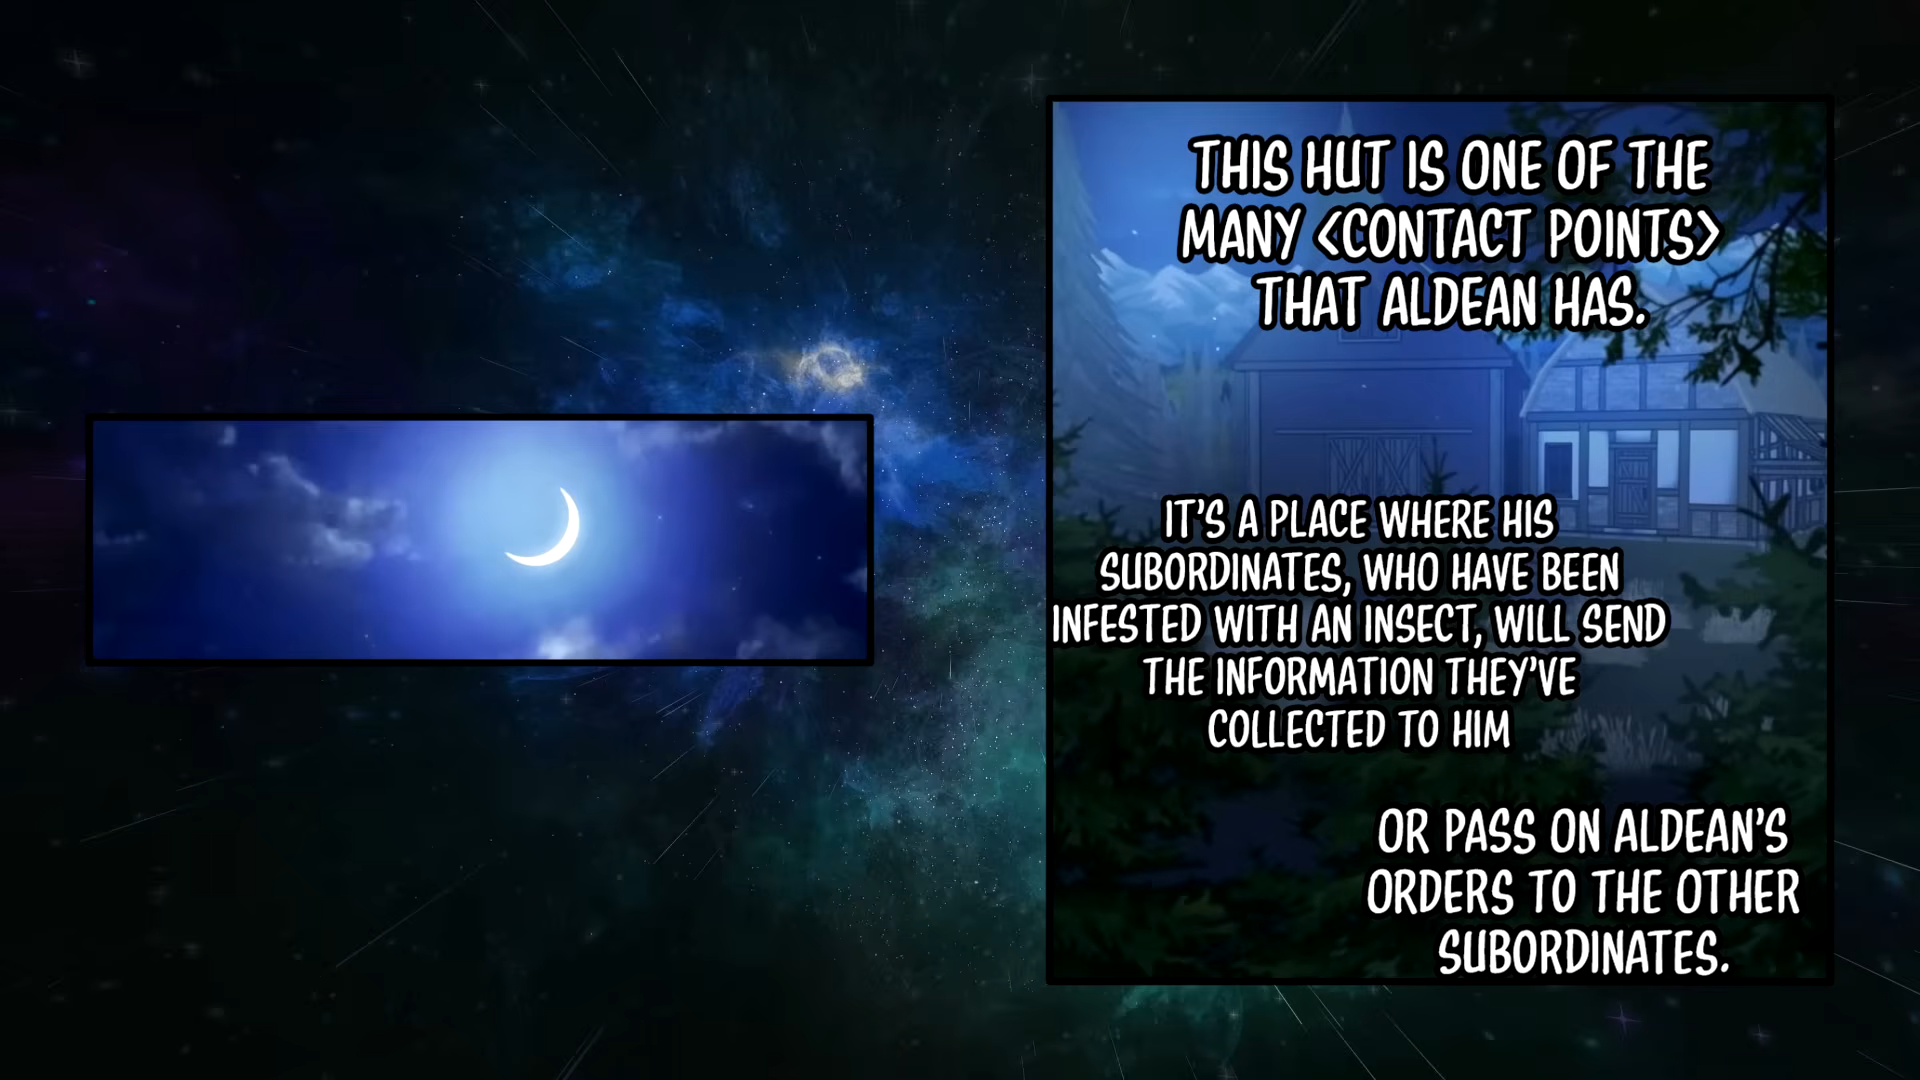 THIS HUT IS ONE OF THE
MANY <CONTACT POINTS>
THAT ALDEAN HAS.
IT'S A PLACE WHERE HIS
SUBORDINATES, WHO HAVE BEEN
INFESTED WITH AN INSECT, WILL SEND
THE INFORMATION THEY'VE
COLLECTED TO HIM
OR PASS ON ALDEAN'S
ORDERS TO THE OTHER
SUBORDINATES.